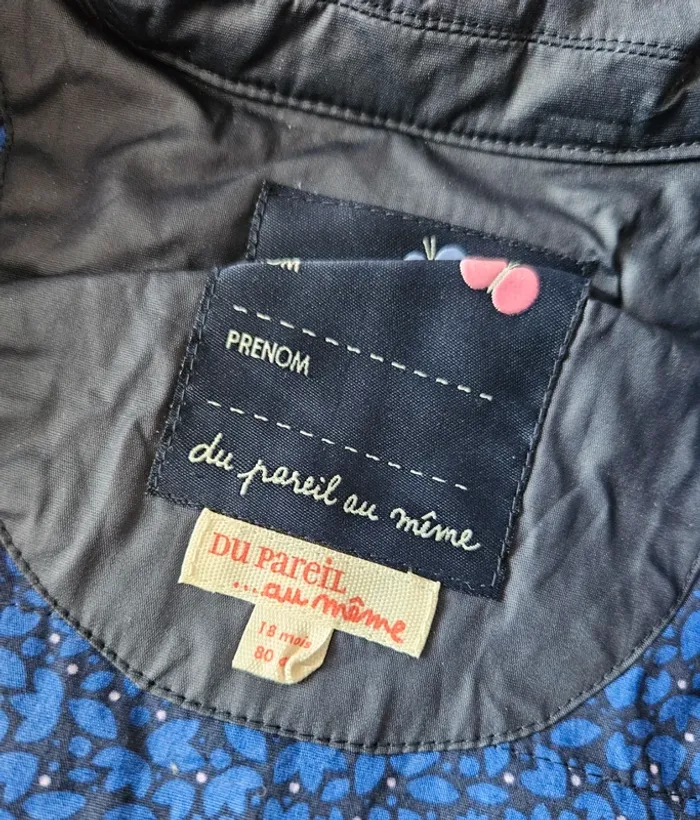 PRENOM
du pareil au même
DU PAREIL
...au même
18 mois
80